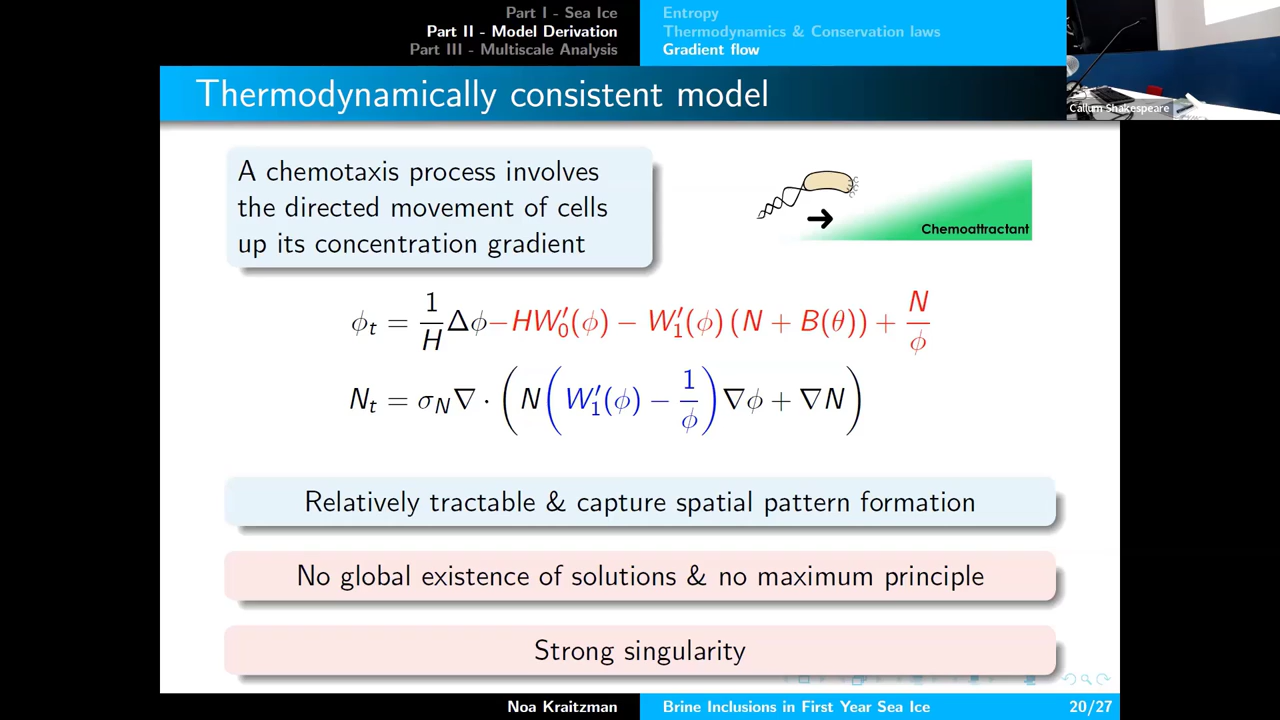 Part I - Sea Ice
Part II - Model Derivation
Part III - Multiscale Analysis
Entropy
Thermodynamics & Conservation laws
Gradient flow
Thermodynamically consistent model
Callum Shakespeare
A chemotaxis process involves
the directed movement of cells
up its concentration gradient
Chemoattractant
ϕₜ = 1/H Δϕ − HW₀′(ϕ) − W₁′(ϕ) (N + B(θ)) + N/ϕ
Nₜ = σ_N ∇ · (N(W₁′(ϕ) − 1/ϕ)∇ϕ + ∇N)
Relatively tractable & capture spatial pattern formation
No global existence of solutions & no maximum principle
Strong singularity
Noa Kraitzman
Brine Inclusions in First Year Sea Ice
20/27